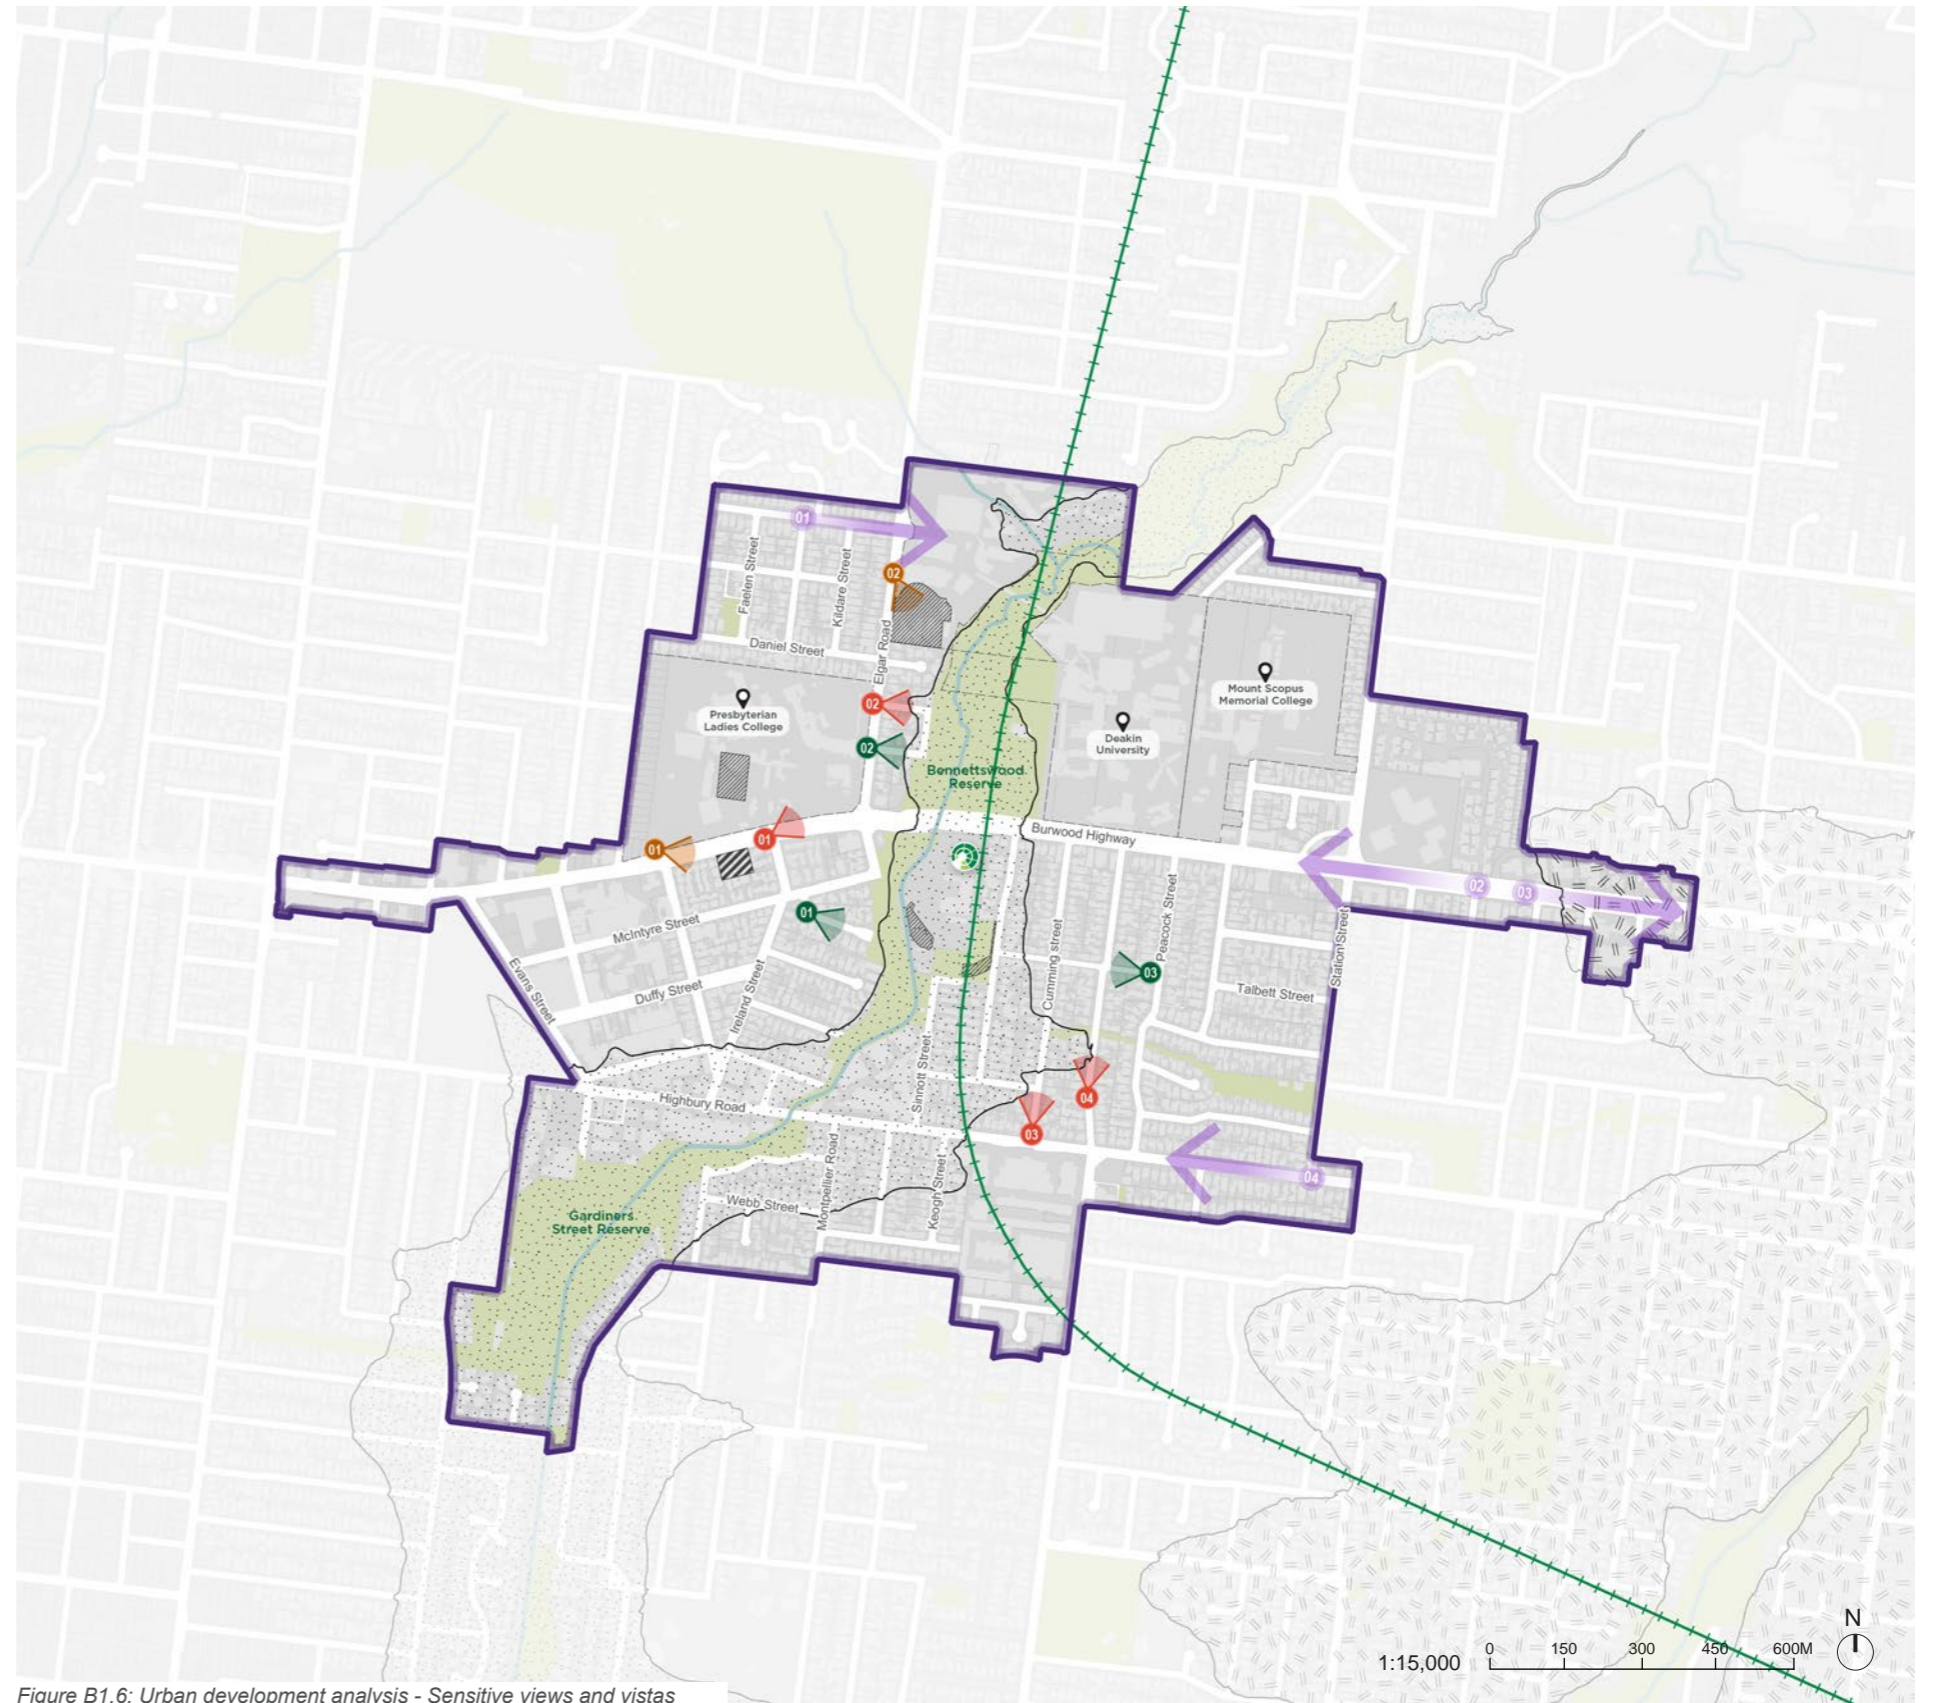 01
02
Faelen Street
Kildare Street
Elgar Road
Daniel Street
02
Presbyterian
Ladies College
Mount Scopus
Memorial College
02
Deakin
University
Bennettswood
Reserve
01
01
Burwood Highway
02
03
01
McIntyre Street
Peacock Street
Station Street
Cumming street
03
Evans Street
Duffy Street
Ireland Street
Talbett Street
Sinnott Street
04
Highbury Road
03
04
Montpellier Road
Keogh Street
Webb Street
Gardiners
Street Reserve
N
1:15,000
0 150 300 450 600M
Figure B1.6: Urban development analysis - Sensitive views and vistas